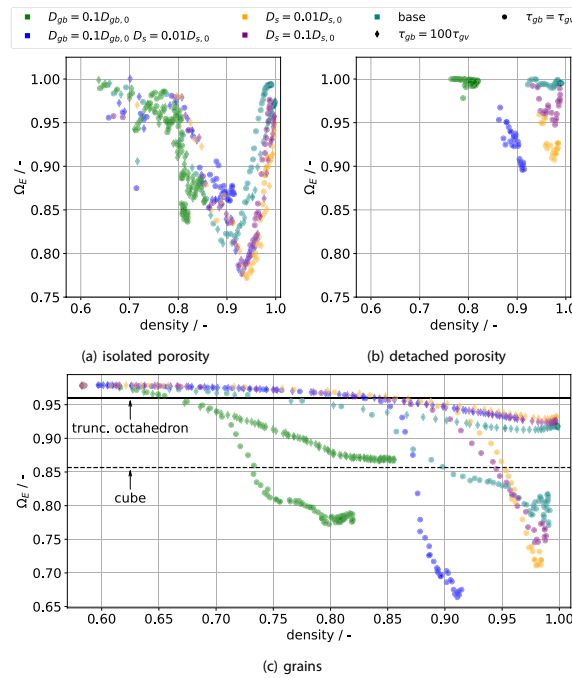 D_gb = 0.1D_gb,0 D_s = 0.01D_s,0 base τ_gb = τ_gv
D_gb = 0.1D_gb,0 D_s = 0.01D_s,0 D_s = 0.1D_s,0 τ_gb = 100τ_gv
1.00 1.00
0.95 0.95
Ω_E / - 0.90 Ω_E / - 0.90
0.85 0.85
0.80 0.80
0.75 0.75
0.6 0.7 0.8 0.9 1.0 0.6 0.7 0.8 0.9 1.0
density / - density / -
(a) isolated porosity (b) detached porosity
0.95
trunc. octahedron
0.90
0.85
cube
Ω_E / - 0.80
0.75
0.70
0.65
0.60 0.65 0.70 0.75 0.80 0.85 0.90 0.95 1.00
density / -
(c) grains